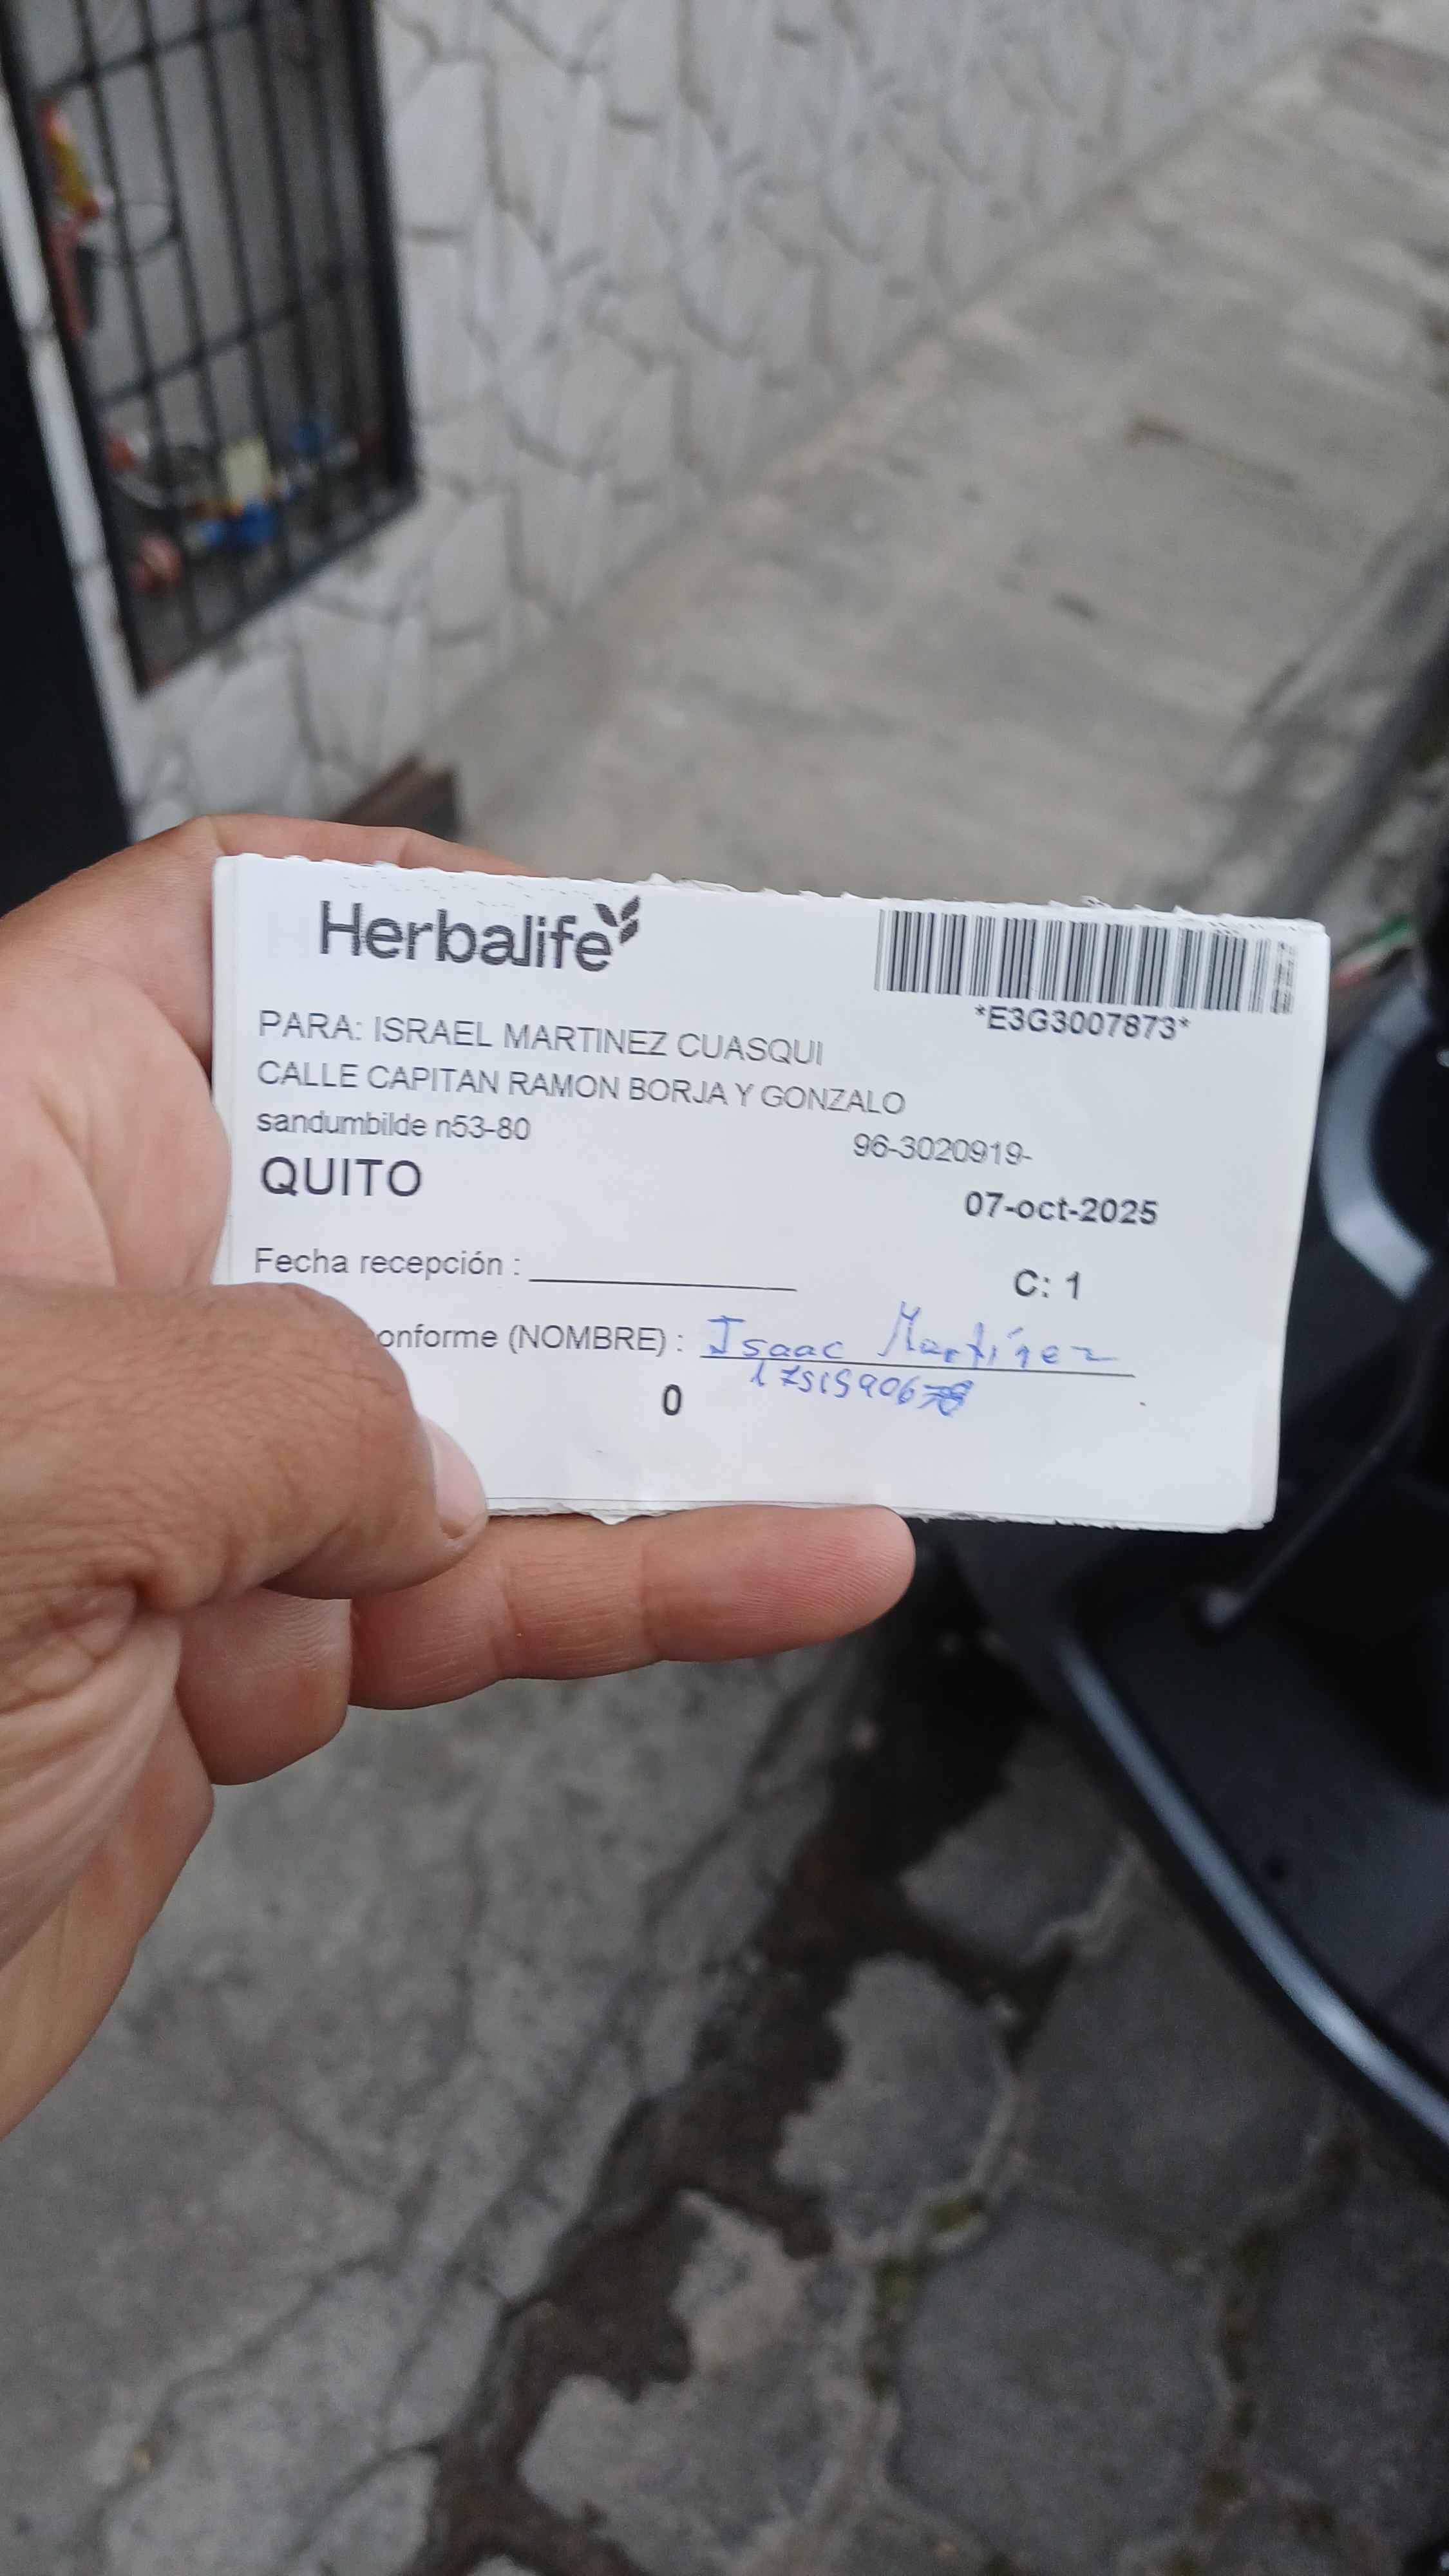 Herbalife
*E3G3007873*
PARA: ISRAEL MARTINEZ CUASQUI
CALLE CAPITAN RAMON BORJA Y GONZALO
sandumbilde n53-80
96-3020919-
QUITO
07-oct-2025
Fecha recepción :
C: 1
onforme (NOMBRE) : Isaac Martínez
0